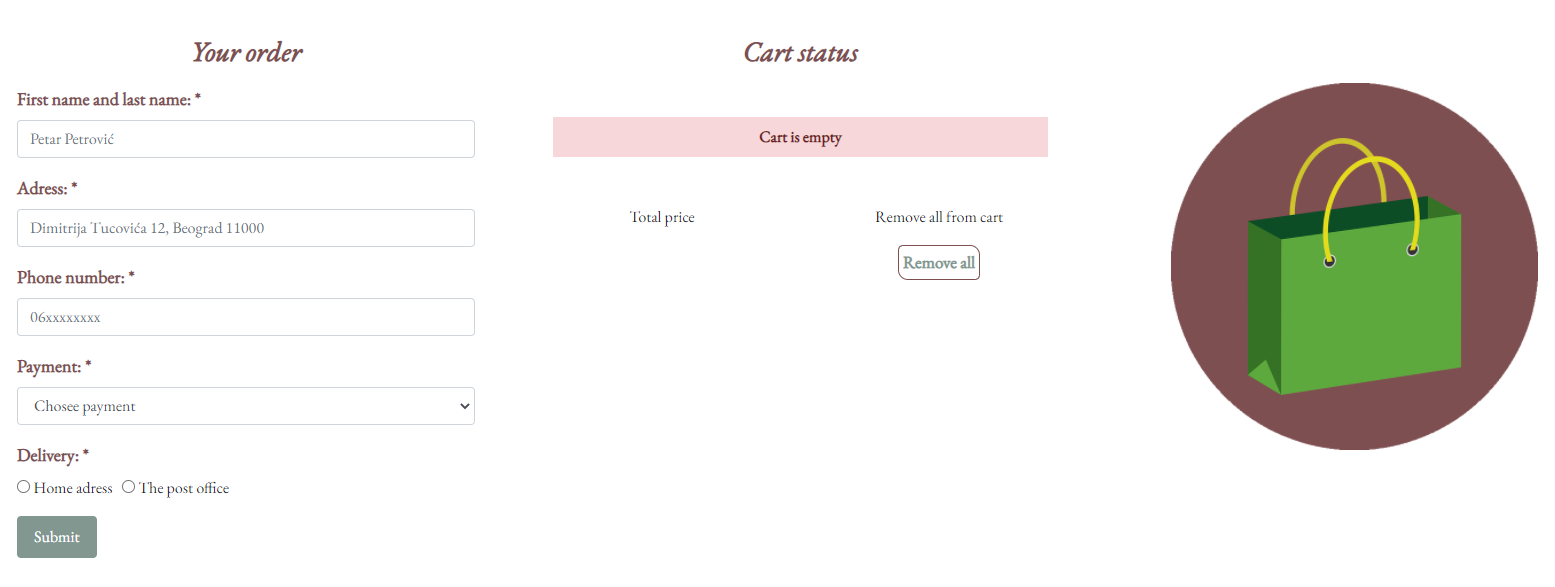 Your order
First name and last name: *
Petar Petrović
Adress: *
Dimitrija Tucovića 12, Beograd 11000
Phone number: *
06xxxxxxxx
Payment: *
Chosee payment
Delivery: *
Home adress The post office
Submit
Cart status
Cart is empty
Total price Remove all from cart
Remove all